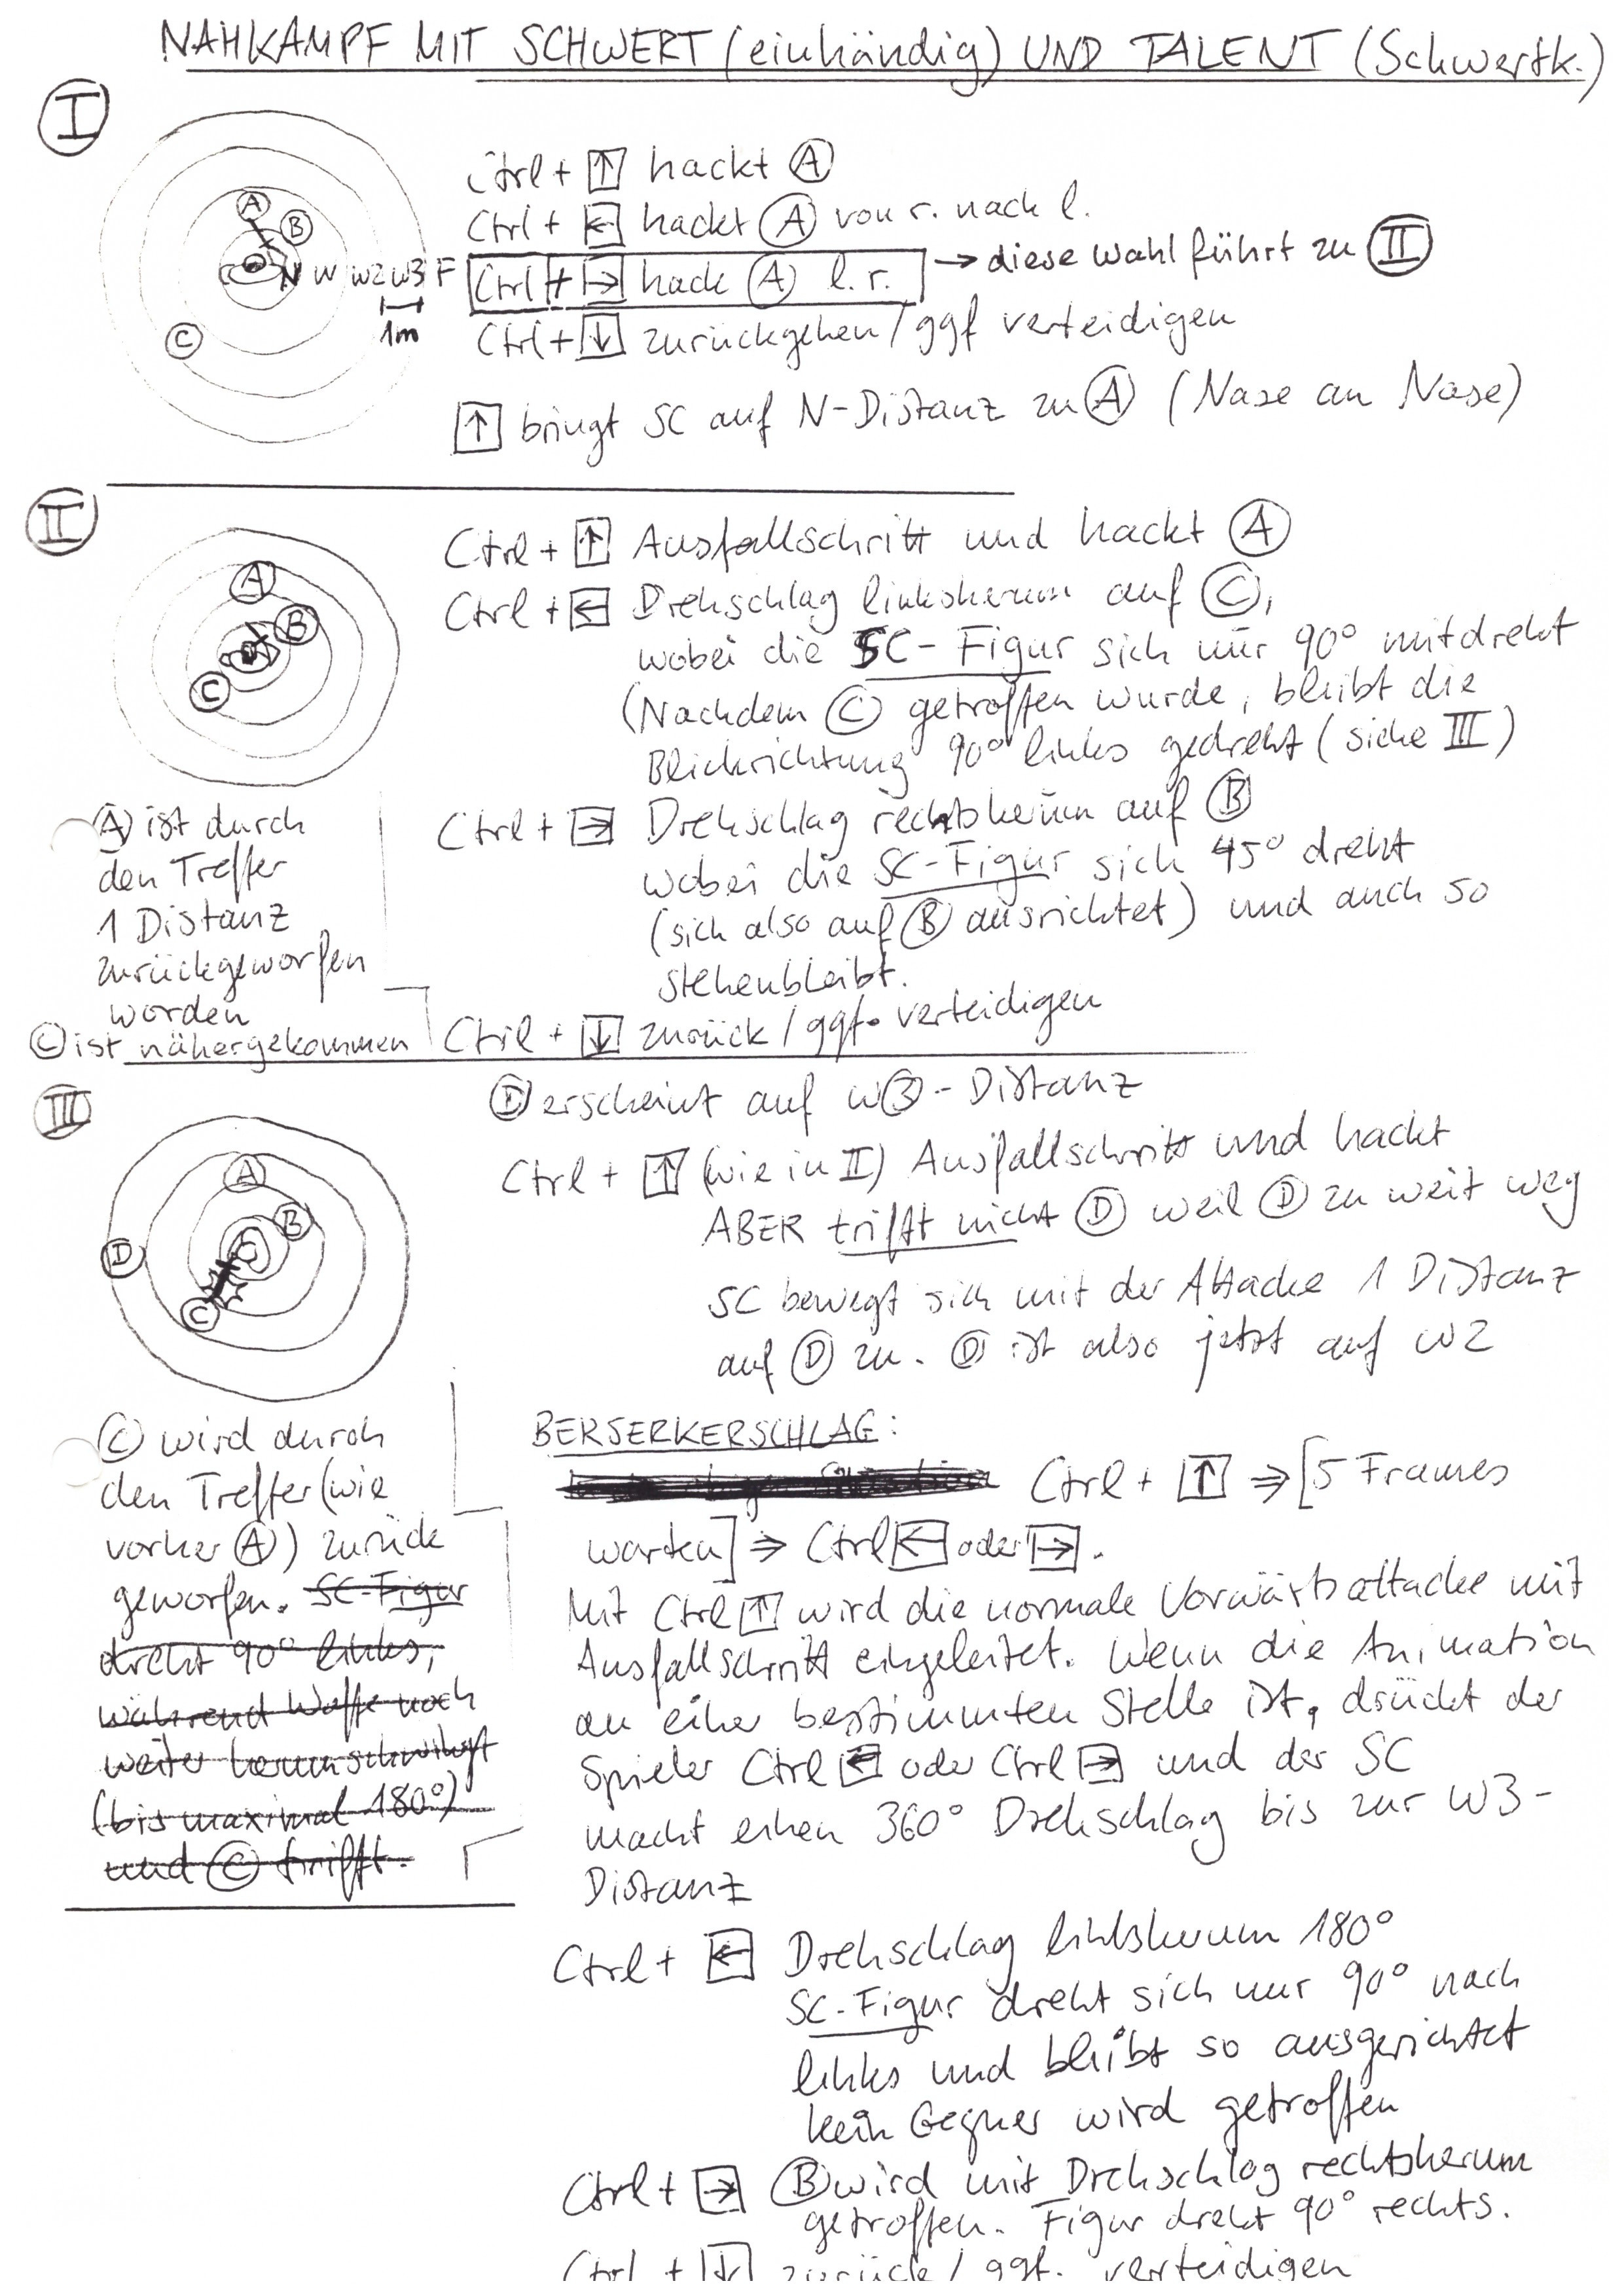 NAHKAMPF MIT SCHWERT (einhändig) UND TALENT (Schwertk.)
I
A
B
N W W2 W3 F
1m
C
Ctrl + ↑ hackt A
Ctrl + ← hackt A von r. nach l.
Ctrl + → hack A l. r. → diese Wahl führt zu II
Ctrl + ↓ zurückgehen / ggf verteidigen
↑ bringt SC auf N-Distanz zu A (Nase an Nase)
II
A
B
C
A ist durch
den Treffer
1 Distanz
zurückgeworfen
worden
C ist nähergekommen
Ctrl + ↑ Ausfallschritt und hackt A
Ctrl + ← Drehschlag linksherum auf C,
wobei die SC-Figur sich nur 90° mitdreht
(Nachdem C getroffen wurde, bleibt die
Blickrichtung 90° links gedreht (siehe III)
Ctrl + → Drehschlag rechtsherum auf B
wobei die SC-Figur sich 45° dreht
(sich also auf B ausrichtet) und auch so
stehenbleibt.
Ctrl + ↓ zurück / ggf. verteidigen
III
A
B
D
C
C wird durch
den Treffer (wie
vorher A) zurück
geworfen. SC-Figur
dreht 90° links,
während Waffe noch
weiter herumschwingt
(bis maximal 180°)
und C trifft.
D erscheint auf W3-Distanz
Ctrl + ↑ (wie in II) Ausfallschritt und hackt
ABER trifft nicht D weil D zu weit weg
SC bewegt sich mit der Attacke 1 Distanz
auf D zu. D ist also jetzt auf W2
BERSERKERSCHLAG:
Ctrl + ↑ ⇒ [5 Frames
warten] ⇒ Ctrl ← oder →.
Mit Ctrl ↑ wird die normale Vorwärtsattacke mit
Ausfallschritt eingeleitet. Wenn die Animation
an einer bestimmten Stelle ist, drückt der
Spieler Ctrl ← oder Ctrl → und der SC
macht einen 360° Drehschlag bis zur W3-
Distanz
Ctrl + ← Drehschlag linksherum 180°
SC-Figur dreht sich nur 90° nach
links und bleibt so ausgerichtet
kein Gegner wird getroffen
Ctrl + → B wird mit Drehschlag rechtsherum
getroffen. Figur dreht 90° rechts.
Ctrl + ↓ zurück / ggf. verteidigen